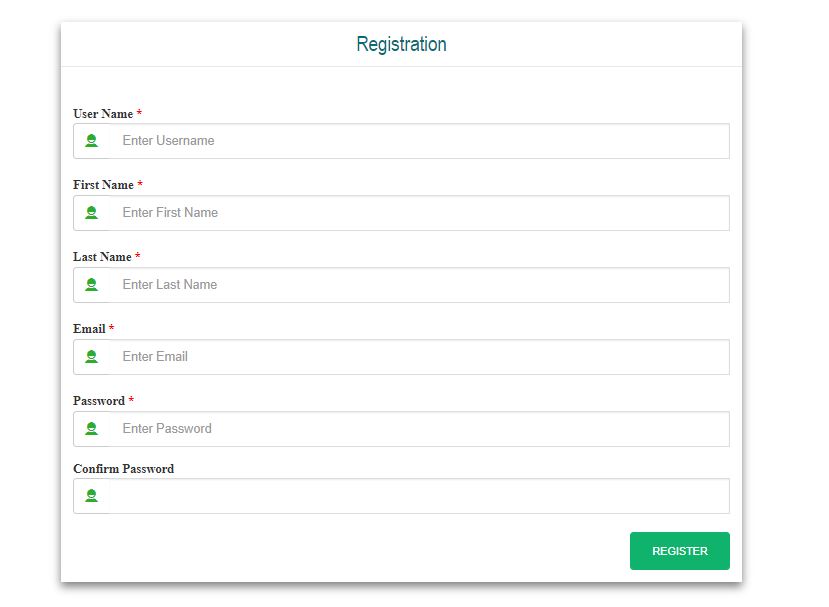 Registration
User Name *
Enter Username
First Name *
Enter First Name
Last Name *
Enter Last Name
Email *
Enter Email
Password *
Enter Password
Confirm Password
REGISTER